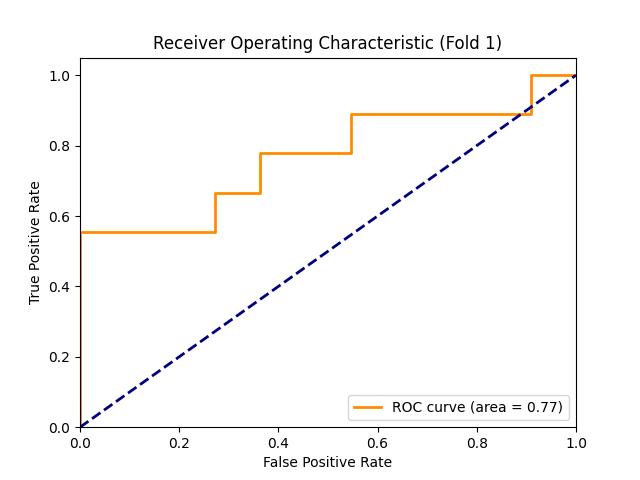 Receiver Operating Characteristic (Fold 1)
1.0
0.8
0.6
0.4
0.2
0.0
True Positive Rate
ROC curve (area = 0.77)
0.0 0.2 0.4 0.6 0.8 1.0
False Positive Rate